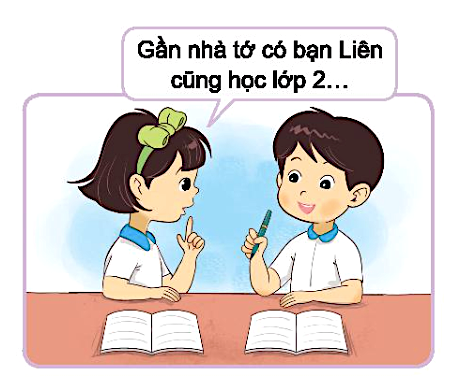 Gần nhà tớ có bạn Liên
cũng học lớp 2...